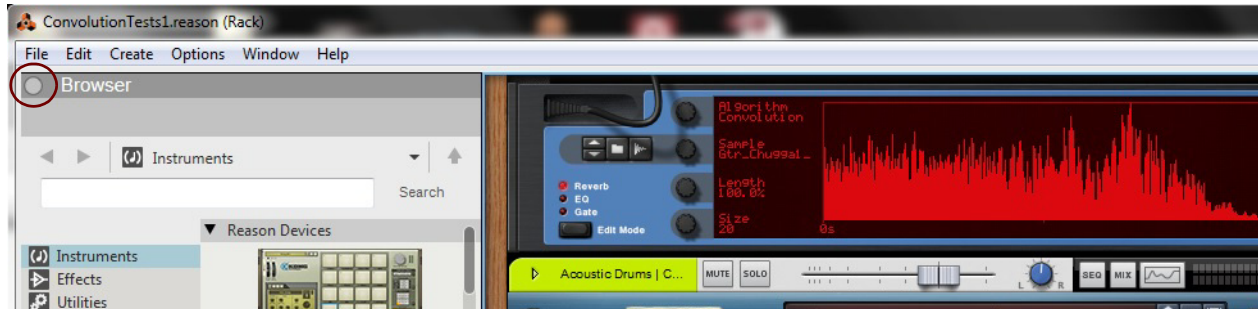 ConvolutionTests1.reason (Rack)
File Edit Create Options Window Help
Browser
Instruments
Search
Reason Devices
Instruments
Effects
Utilities
Algorithm
Convolution
Sample
Gtr_Chuggal_
Length
100.0%
Size
20
0s
Reverb
EQ
Gate
Edit Mode
Acoustic Drums | C... MUTE SOLO L R SEQ MIX